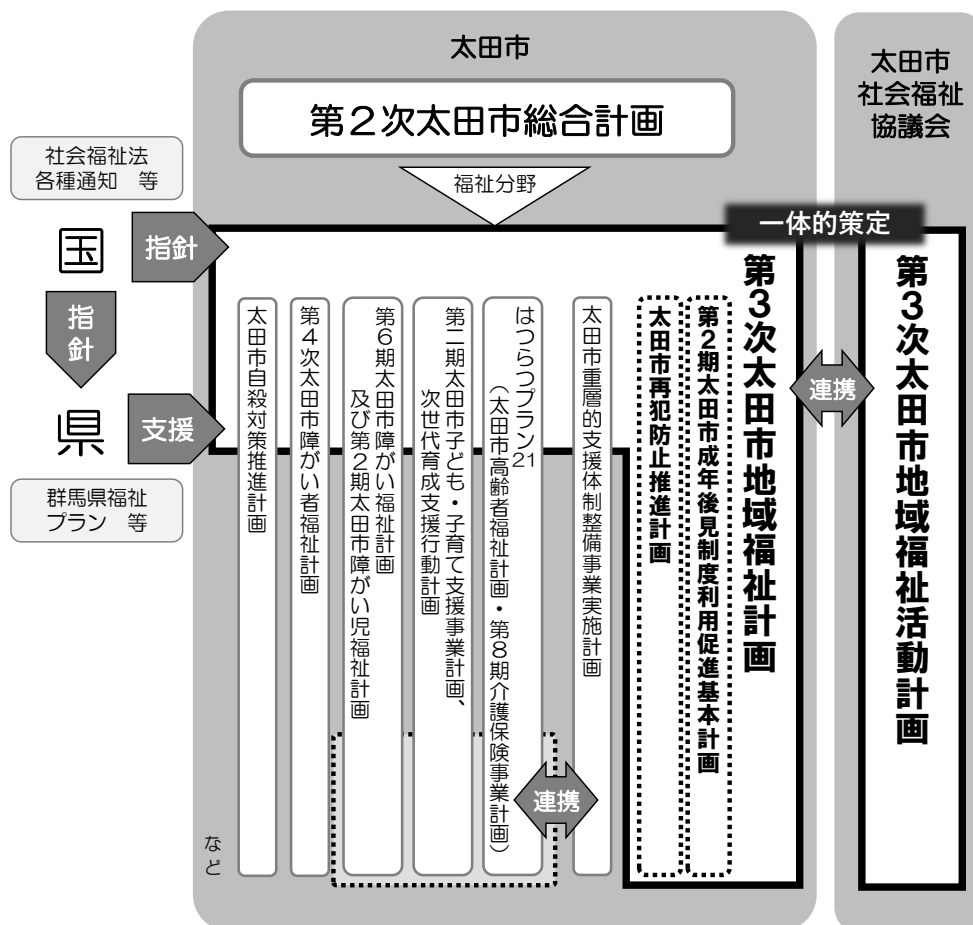 太田市
第２次太田市総合計画
福祉分野
太田市
社会福祉
協議会
社会福祉法
各種通知　等
国
指針
指針
県
支援
群馬県福祉
プラン　等
一体的策定
第３次太田市地域福祉活動計画
連携
第３次太田市地域福祉計画
第２期太田市成年後見制度利用促進基本計画
太田市再犯防止推進計画
太田市重層的支援体制整備事業実施計画
はつらつプラン21
（太田市高齢者福祉計画・第８期介護保険事業計画）
連携
第二期太田市子ども・子育て支援事業計画、
次世代育成支援行動計画
第６期太田市障がい福祉計画
及び第２期太田市障がい児福祉計画
第４次太田市障がい者福祉計画
太田市自殺対策推進計画
など